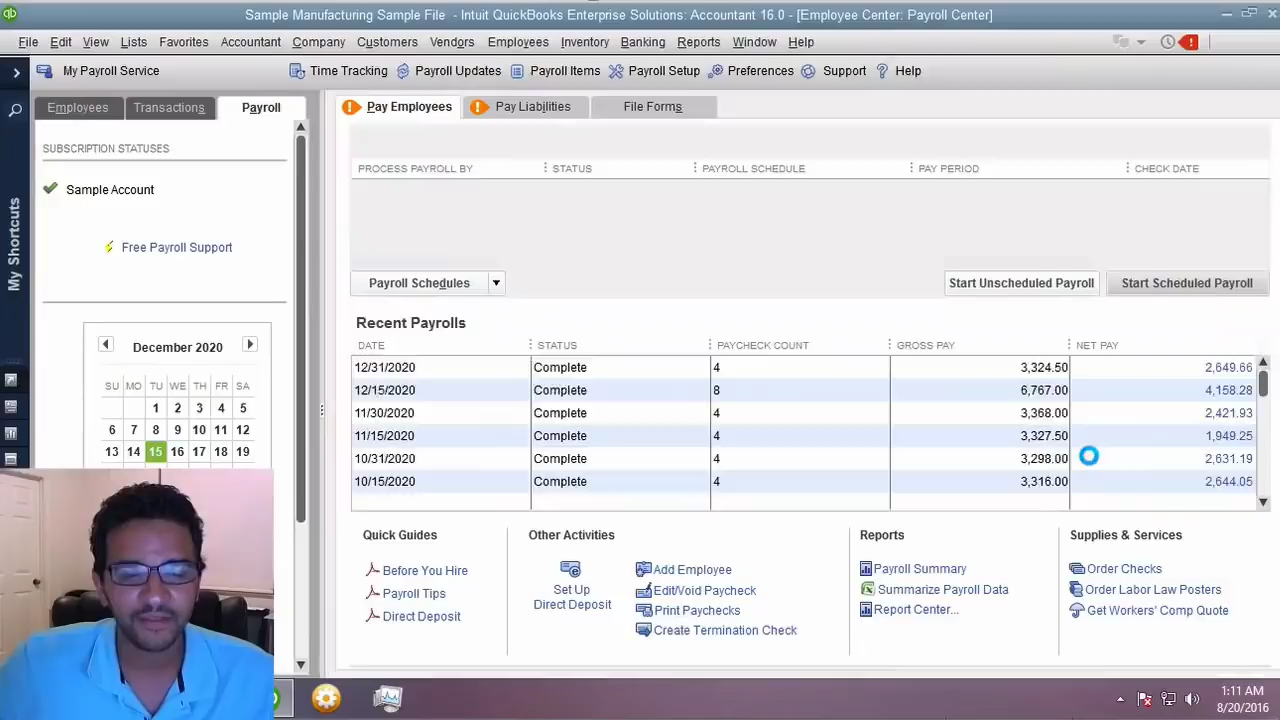 Sample Manufacturing Sample File - Intuit QuickBooks Enterprise Solutions: Accountant 16.0 - [Employee Center: Payroll Center]
File Edit View Lists Favorites Accountant Company Customers Vendors Employees Inventory Banking Reports Window Help
My Payroll Service Time Tracking Payroll Updates Payroll Items Payroll Setup Preferences Support ? Help
Employees Transactions Payroll
Pay Employees Pay Liabilities File Forms
My Shortcuts
SUBSCRIPTION STATUSES
Sample Account
Free Payroll Support
December 2020
SU MO TU WE TH FR SA
1 2 3 4 5
6 7 8 9 10 11 12
13 14 15 16 17 18 19
PROCESS PAYROLL BY STATUS PAYROLL SCHEDULE PAY PERIOD CHECK DATE
Payroll Schedules Start Unscheduled Payroll Start Scheduled Payroll
Recent Payrolls
DATE STATUS PAYCHECK COUNT GROSS PAY NET PAY
12/31/2020 Complete 4 3,324.50 2,649.66
12/15/2020 Complete 8 6,767.00 4,158.28
11/30/2020 Complete 4 3,368.00 2,421.93
11/15/2020 Complete 4 3,327.50 1,949.25
10/31/2020 Complete 4 3,298.00 2,631.19
10/15/2020 Complete 4 3,316.00 2,644.05
Quick Guides
Before You Hire
Payroll Tips
Direct Deposit
Other Activities
Set Up
Direct Deposit
Add Employee
Edit/Void Paycheck
Print Paychecks
Create Termination Check
Reports
Payroll Summary
Summarize Payroll Data
Report Center...
Supplies & Services
Order Checks
Order Labor Law Posters
Get Workers' Comp Quote
1:11 AM
8/20/2016